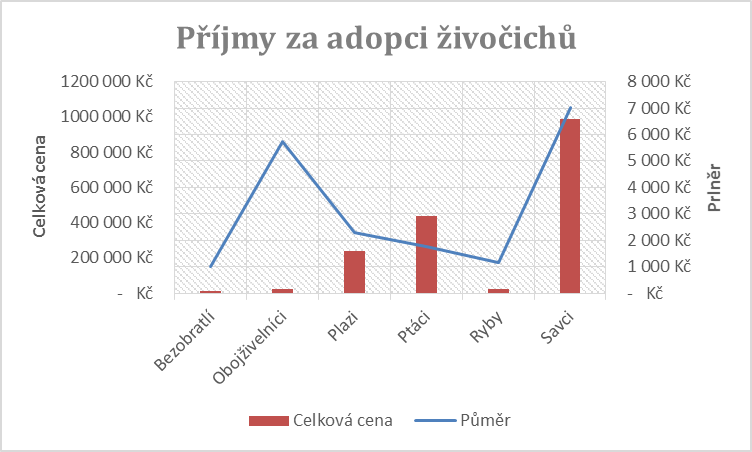 Příjmy za adopci živočichů
1200 000 Kč
1000 000 Kč
800 000 Kč
600 000 Kč
400 000 Kč
200 000 Kč
- Kč
Celková cena
8 000 Kč
7 000 Kč
6 000 Kč
5 000 Kč
4 000 Kč
3 000 Kč
2 000 Kč
1 000 Kč
- Kč
Prlněr
Bezobratlí
Obojživelníci
Plazi
Ptáci
Ryby
Savci
Celková cena
Půměr